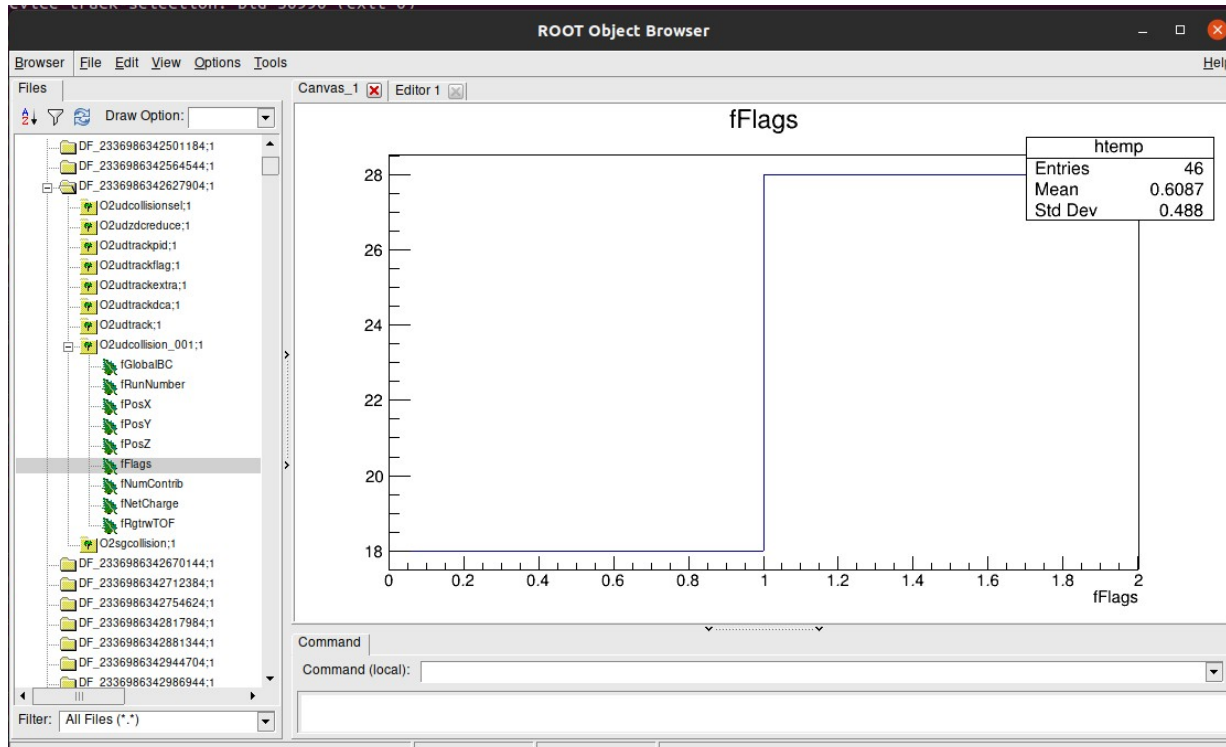 ROOT Object Browser
Browser File Edit View Options Tools
Files
Draw Option:
DF_2336986342501184;1
DF_2336986342564544;1
DF_2336986342627904;1
O2udcollisionsel;1
O2udzdcreduce;1
O2udtrackpid;1
O2udtrackflag;1
O2udtrackextra;1
O2udtrackdca;1
O2udtrack;1
O2udcollision_001;1
fGlobalBC
fRunNumber
fPosX
fPosY
fPosZ
fFlags
fNumContrib
fNetCharge
fRgtrwTOF
O2sgcollision;1
DF_2336986342670144;1
DF_2336986342712384;1
DF_2336986342754624;1
DF_2336986342817984;1
DF_2336986342881344;1
DF_2336986342944704;1
DF_2336986342986944;1
Filter: All Files (*.*)
Canvas_1 Editor 1
fFlags
htemp
Entries 46
Mean 0.6087
Std Dev 0.488
28
26
24
22
20
18
0 0.2 0.4 0.6 0.8 1 1.2 1.4 1.6 1.8 2
fFlags
Command
Command (local):